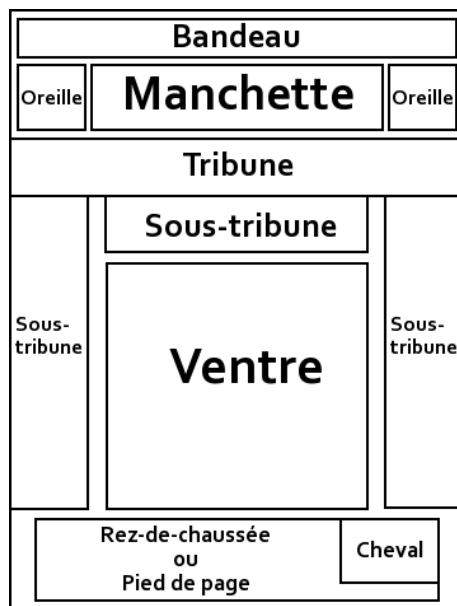 Bandeau
Oreille
Manchette
Oreille
Tribune
Sous-tribune
Sous-
tribune
Ventre
Sous-
tribune
Rez-de-chaussée
ou
Pied de page
Cheval